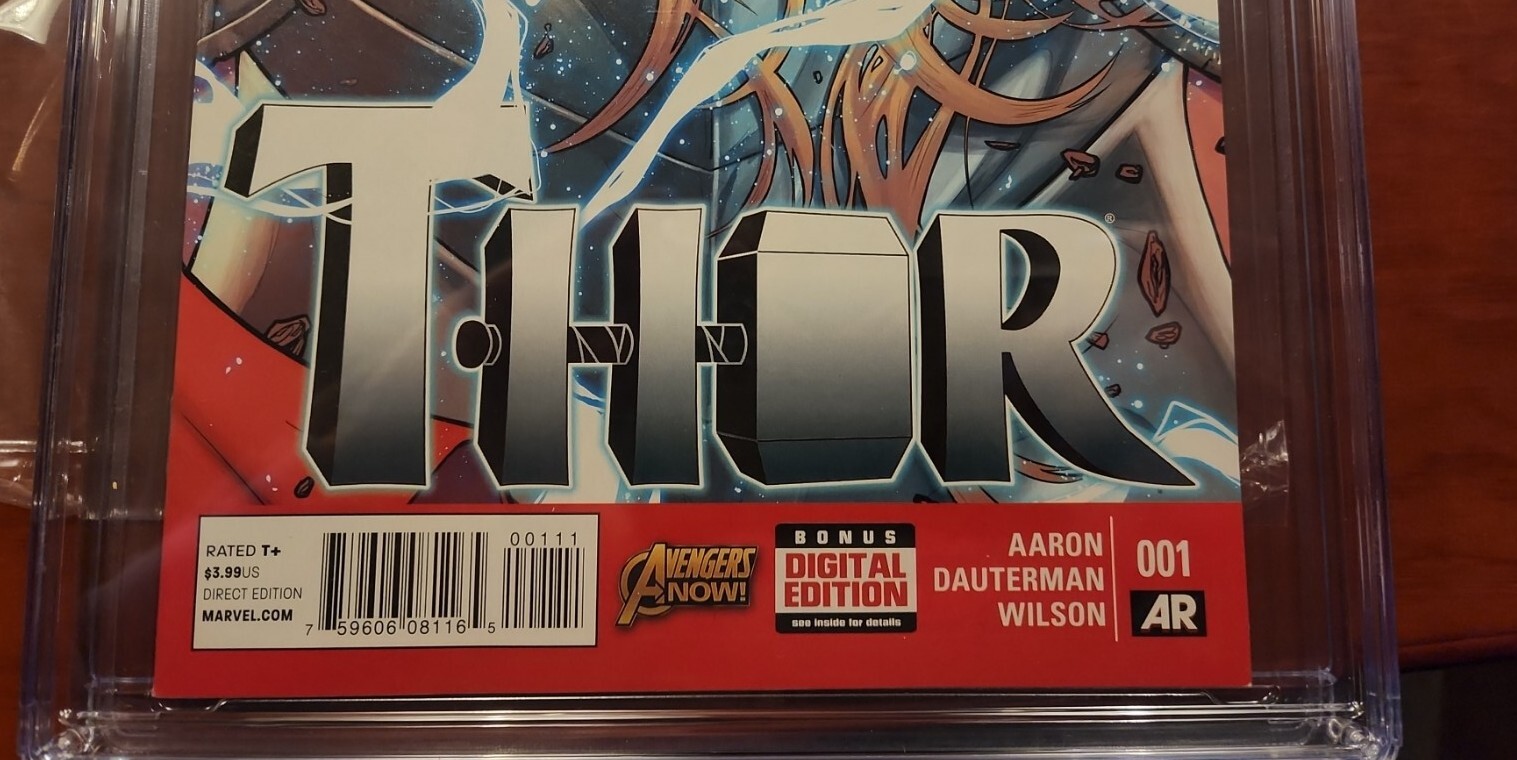 THOR®
RATED T+
$3.99US
DIRECT EDITION
MARVEL.COM
00111
7 59606 08116 5
AVENGERS
NOW!
BONUS
DIGITAL
EDITION
see inside for details
AARON
DAUTERMAN
WILSON
001
AR